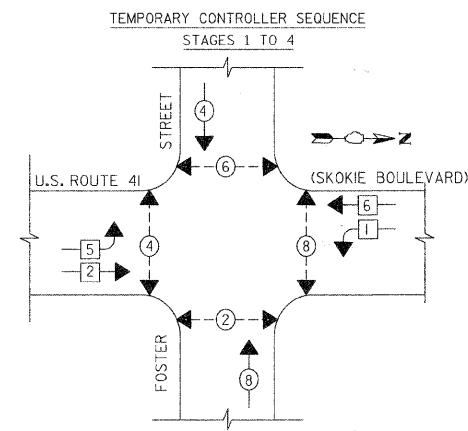 TEMPORARY CONTROLLER SEQUENCE
STAGES 1 TO 4
STREET
4
6
N
U.S. ROUTE 41
(SKOKIE BOULEVARD)
6
1
5
4
8
2
2
FOSTER
8